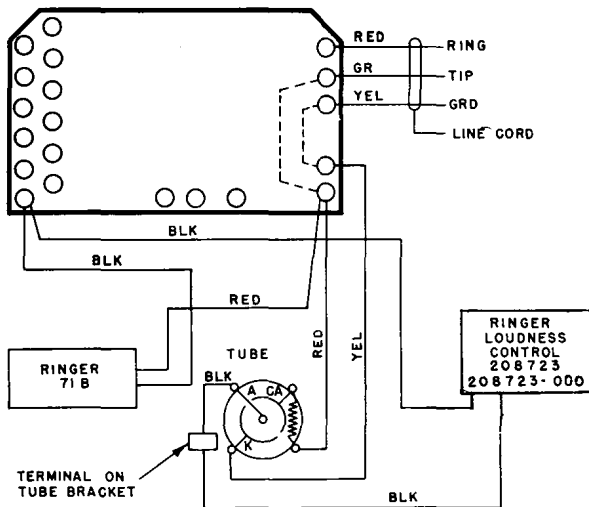 RED
RING
GR
TIP
YEL
GRD
LINE CORD
BLK
BLK
RED
RED
YEL
RINGER
71 B
TUBE
BLK
A
CA
K
RINGER
LOUDNESS
CONTROL
208723
208723-000
TERMINAL ON
TUBE BRACKET
BLK